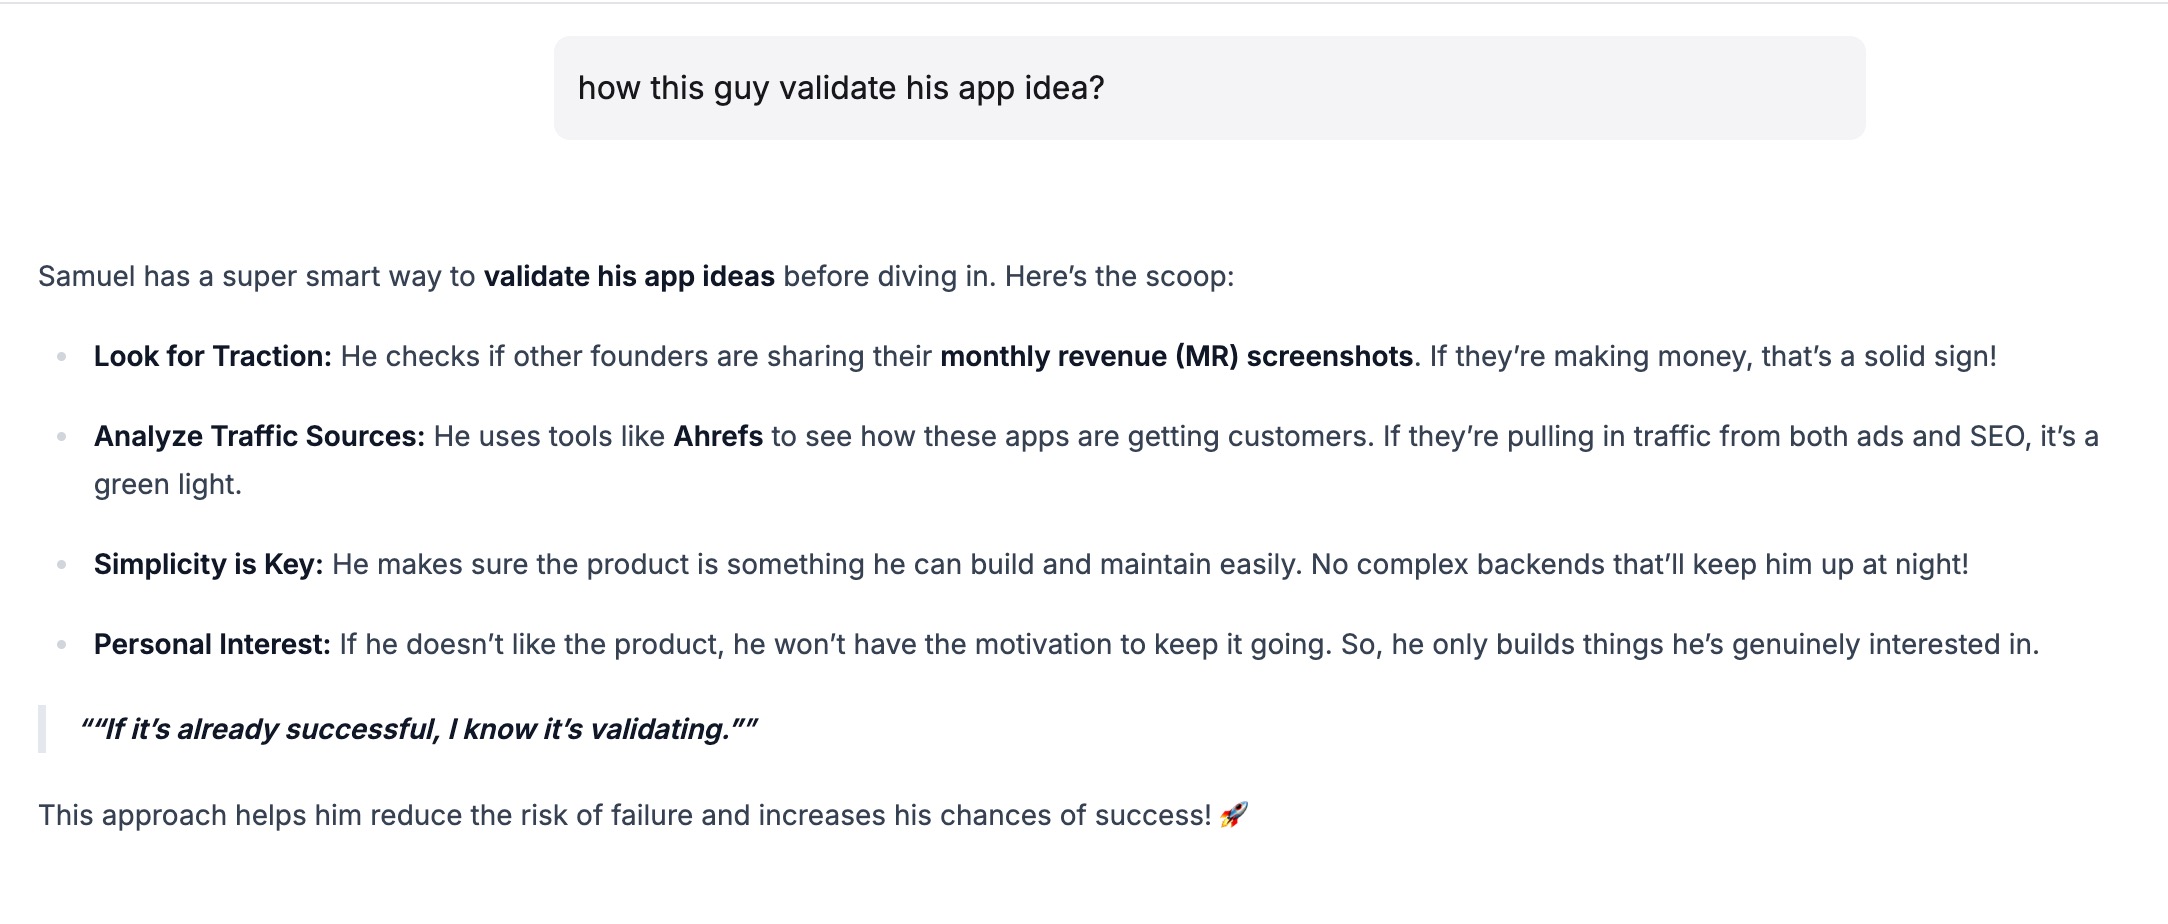 how this guy validate his app idea?
Samuel has a super smart way to validate his app ideas before diving in. Here’s the scoop:
• Look for Traction: He checks if other founders are sharing their monthly revenue (MR) screenshots. If they’re making money, that’s a solid sign!
• Analyze Traffic Sources: He uses tools like Ahrefs to see how these apps are getting customers. If they’re pulling in traffic from both ads and SEO, it’s a
green light.
• Simplicity is Key: He makes sure the product is something he can build and maintain easily. No complex backends that’ll keep him up at night!
• Personal Interest: If he doesn’t like the product, he won’t have the motivation to keep it going. So, he only builds things he’s genuinely interested in.
““If it’s already successful, I know it’s validating.””
This approach helps him reduce the risk of failure and increases his chances of success! 🚀